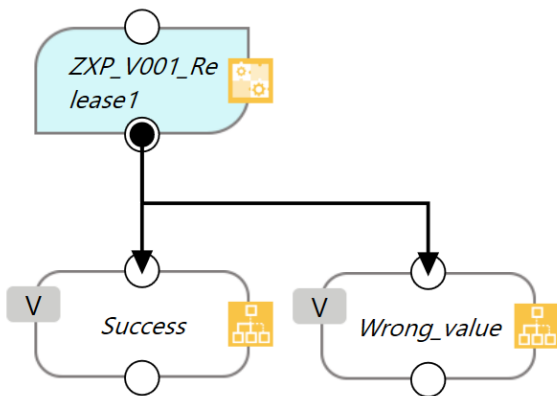 ZXP_V001_Re
lease1
V
Success
V
Wrong_value